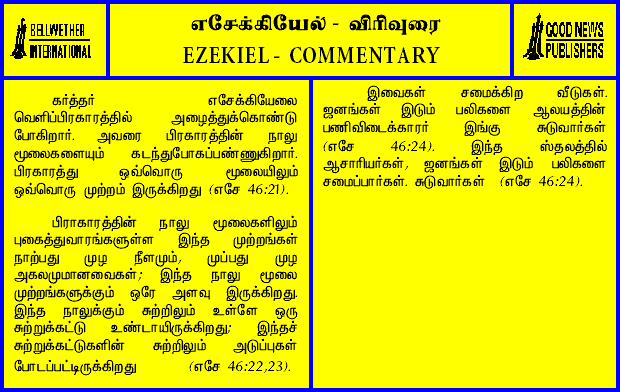 BELLWETHER
INTERNATIONAL
எசேக்கியேல் - விரிவுரை
EZEKIEL - COMMENTARY
GOOD NEWS
PUBLISHERS
கர்த்தர் எசேக்கியேலை
வெளிப்பிரகாரத்தில் அழைத்துக்கொண்டு
போகிறார். அவரை பிரகாரத்தின் நாலு
மூலைகளையும் கடந்துபோகப்பண்ணுகிறார்.
பிரகாரத்து ஒவ்வொரு மூலையிலும்
ஒவ்வொரு முற்றம் இருக்கிறது (எசே 46:21).
பிராகாரத்தின் நாலு மூலைகளிலும்
புகைத்துவாரங்களுள்ள இந்த முற்றங்கள்
நாற்பது முழ நீளமும், முப்பது முழ
அகலமுமானவைகள்; இந்த நாலு மூலை
முற்றங்களுக்கும் ஒரே அளவு இருக்கிறது.
இந்த நாலுக்கும் சுற்றிலும் உள்ளே ஒரு
சுற்றுக்கட்டு உண்டாயிருக்கிறது; இந்தச்
சுற்றுக்கட்டுகளின் சுற்றிலும் அடுப்புகள்
போடப்பட்டிருக்கிறது (எசே 46:22,23).
இவைகள் சமைக்கிற வீடுகள்.
ஜனங்கள் இடும் பலிகளை ஆலயத்தின்
பணிவிடைக்காரர் இங்கு சுடுவார்கள்
(எசே 46:24). இந்த ஸ்தலத்தில்
ஆசாரியர்கள், ஜனங்கள் இடும் பலிகளை
சமைப்பார்கள். சுடுவார்கள் (எசே 46:24).